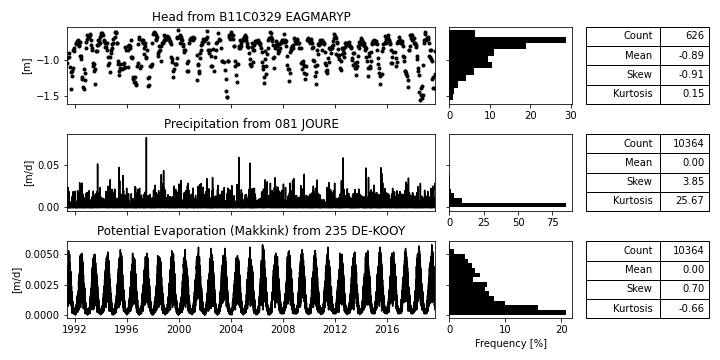 Head from B11C0329 EAGMARYP
[m]
−1.0
−1.5
0 10 20 30
Count 626
Mean -0.89
Skew -0.91
Kurtosis 0.15
Precipitation from 081 JOURE
[m/d]
0.05
0.00
0 25 50 75
Count 10364
Mean 0.00
Skew 3.85
Kurtosis 25.67
Potential Evaporation (Makkink) from 235 DE-KOOY
[m/d]
0.0050
0.0025
0.0000
1992 1996 2000 2004 2008 2012 2016
0 10 20
Frequency [%]
Count 10364
Mean 0.00
Skew 0.70
Kurtosis -0.66